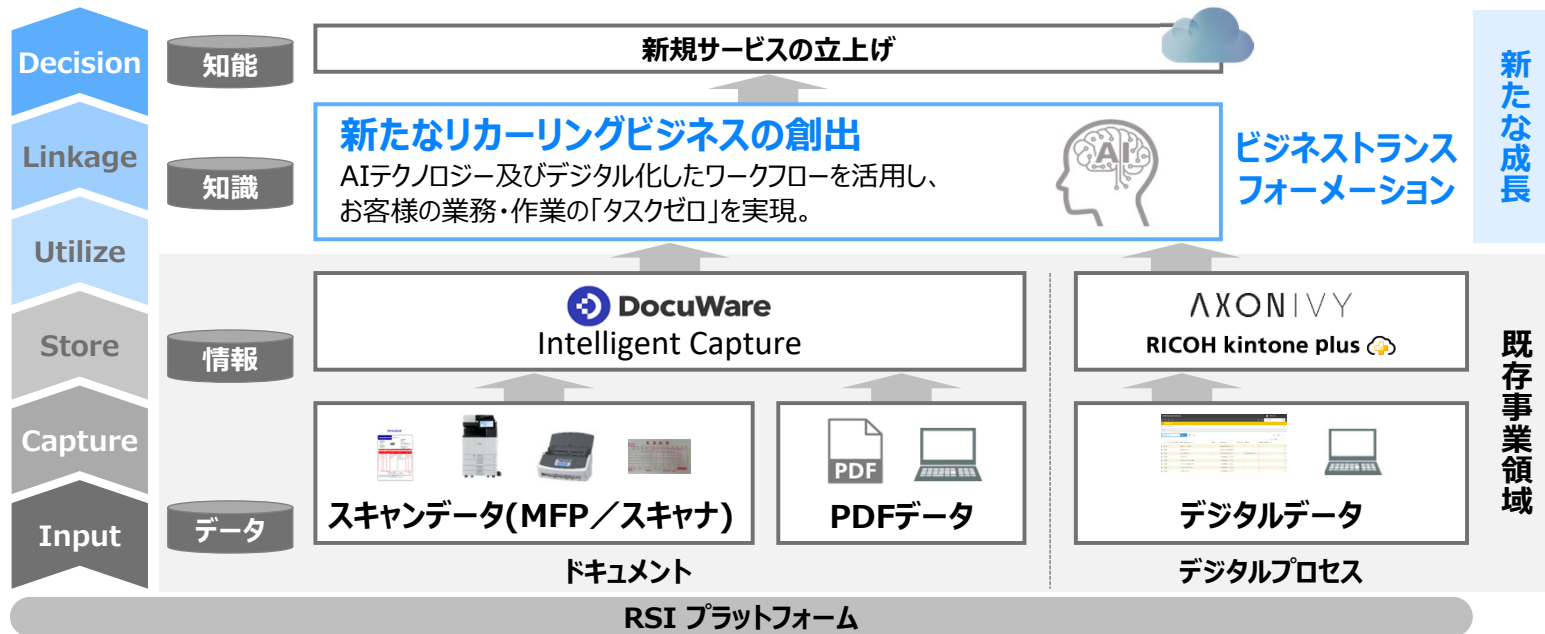 Decision
知能
新規サービスの立上げ
Linkage
知識
新たなリカーリングビジネスの創出
AIテクノロジー及びデジタル化したワークフローを活用し、
お客様の業務・作業の「タスクゼロ」を実現。
AI
ビジネストランス
フォーメーション
新たな成長
Utilize
Store
情報
DocuWare
Intelligent Capture
AXONIVY
RICOH kintone plus
既存事業領域
Capture
Input
データ
スキャンデータ(MFP／スキャナ)
PDF
PDFデータ
デジタルデータ
ドキュメント
デジタルプロセス
RSI プラットフォーム